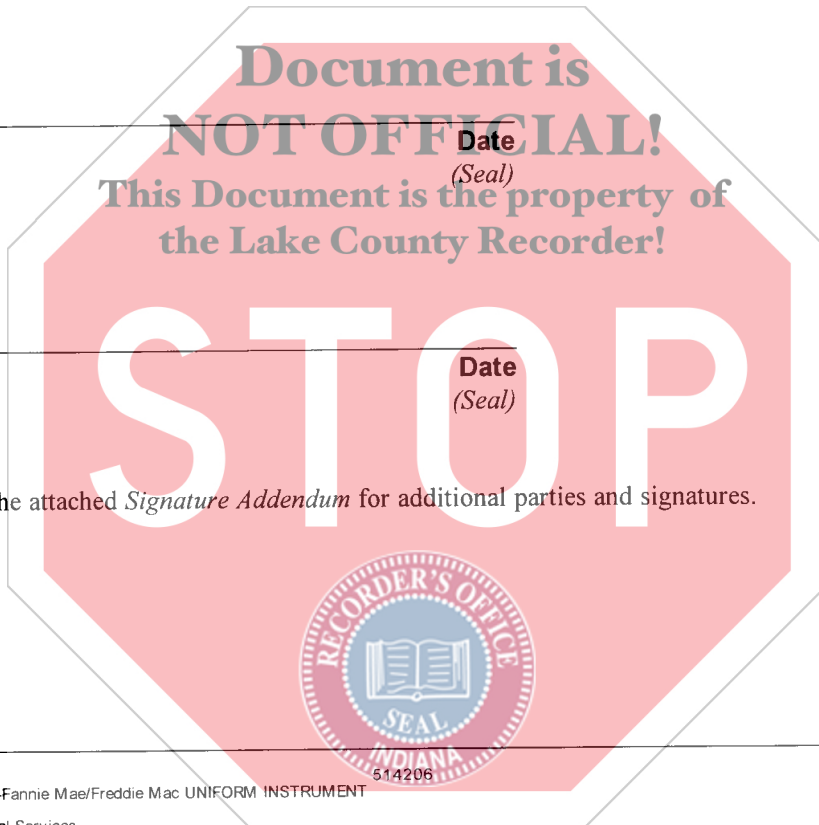 Document is
NOT OFFICIAL!
Date
(Seal)
This Document is the property of
the Lake County Recorder!
STOP
Date
(Seal)
he attached Signature Addendum for additional parties and signatures.
RECORDER'S OFFICE
SEAL
INDIANA
514206
Fannie Mae/Freddie Mac UNIFORM INSTRUMENT